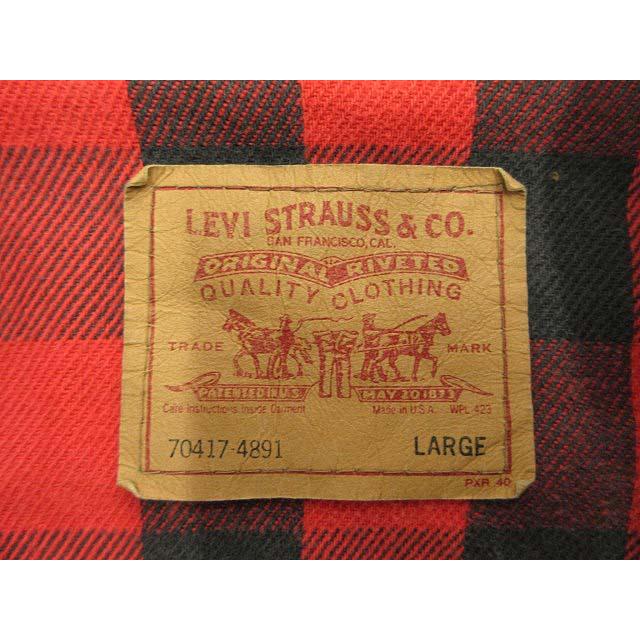 LEVI STRAUSS & CO.
SAN FRANCISCO, CAL.
ORIGINAL RIVETED
QUALITY CLOTHING
TRADE MARK
PATENTED IN U.S. MAY 20 1873
Care Instructions Inside Garment Made in U.S.A. WPL 423
70417-4891 LARGE
PXR 40